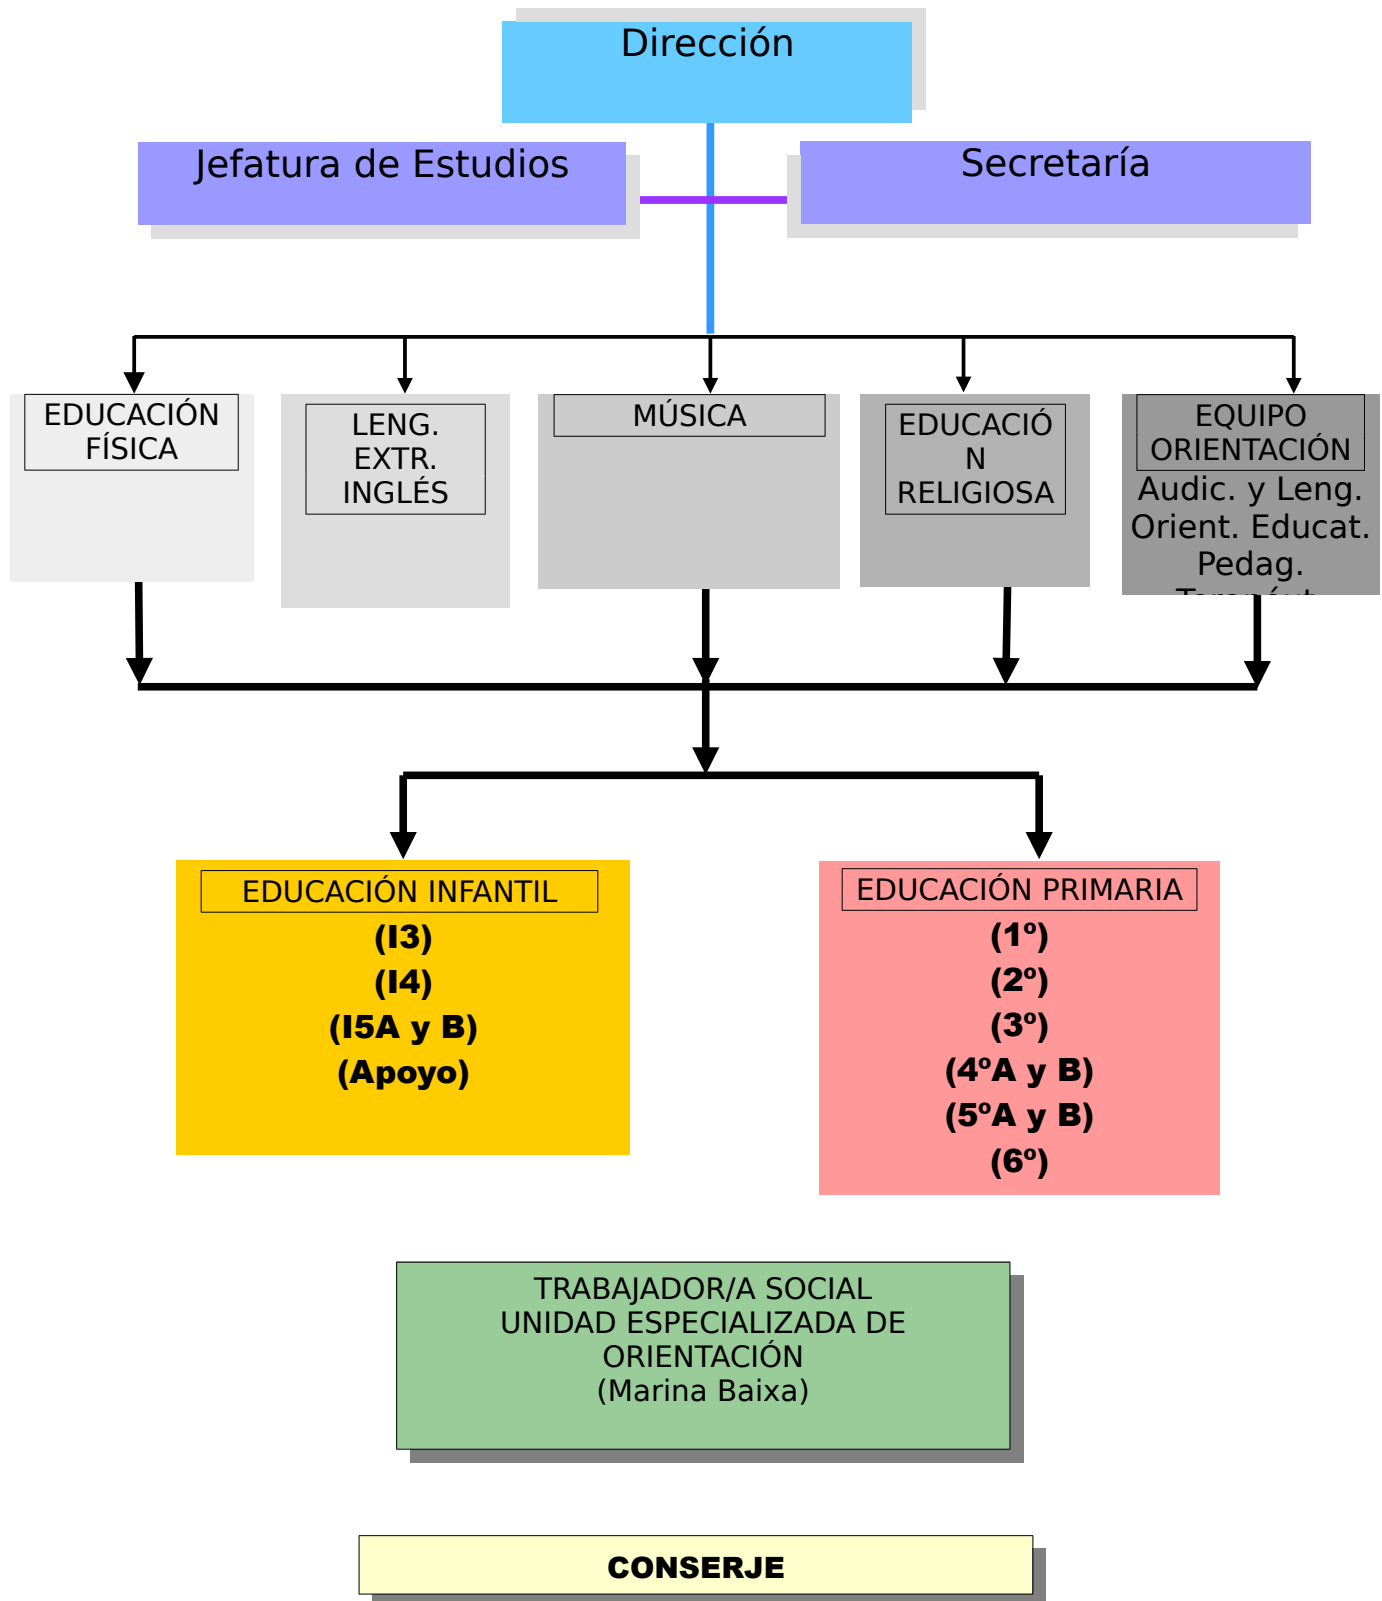 Dirección
Jefatura de Estudios
Secretaría
EDUCACIÓN
FÍSICA
LENG.
EXTR.
INGLÉS
MÚSICA
EDUCACIÓ
N
RELIGIOSA
EQUIPO
ORIENTACIÓN
Audic. y Leng.
Orient. Educat.
Pedag.
EDUCACIÓN INFANTIL
(I3)
(I4)
(I5A y B)
(Apoyo)
EDUCACIÓN PRIMARIA
(1º)
(2º)
(3º)
(4ºA y B)
(5ºA y B)
(6º)
TRABAJADOR/A SOCIAL
UNIDAD ESPECIALIZADA DE
ORIENTACIÓN
(Marina Baixa)
CONSERJE